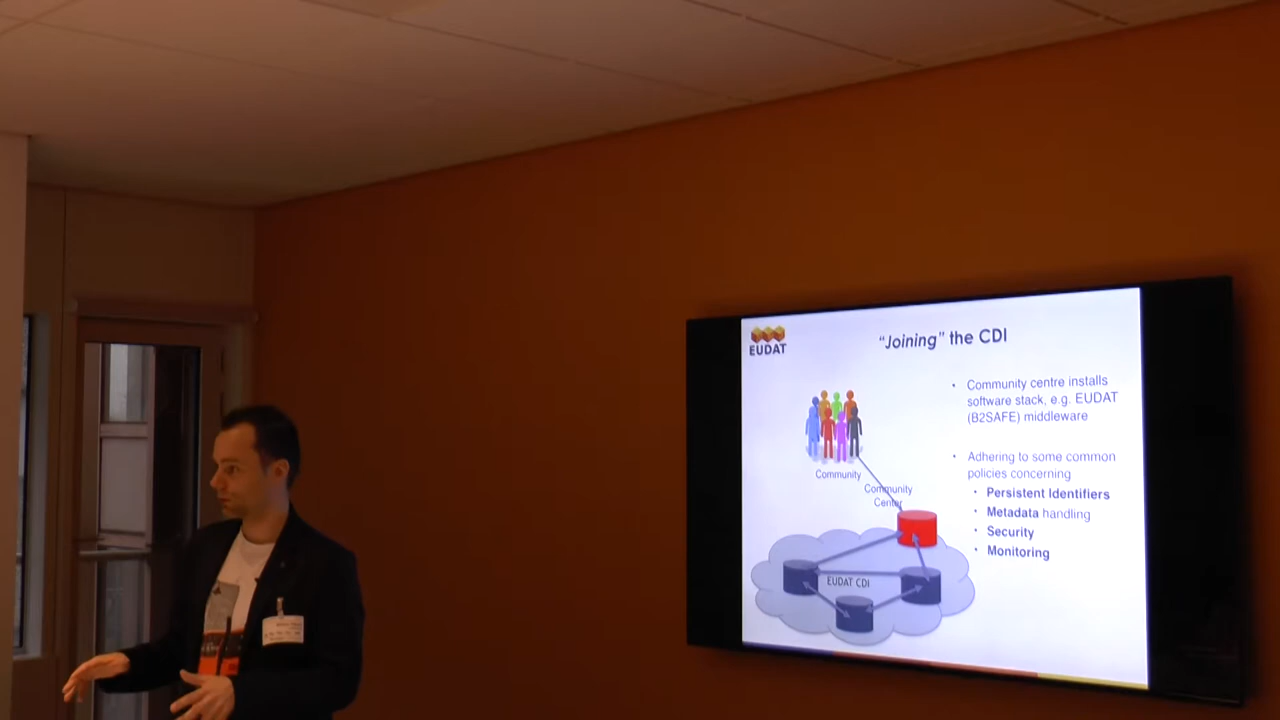 EUDAT
"Joining" the CDI
• Community centre installs
software stack, e.g. EUDAT
(B2SAFE) middleware
• Adhering to some common
policies concerning
• Persistent Identifiers
• Metadata handling
• Security
• Monitoring
Community
Community
Center
EUDAT CDI